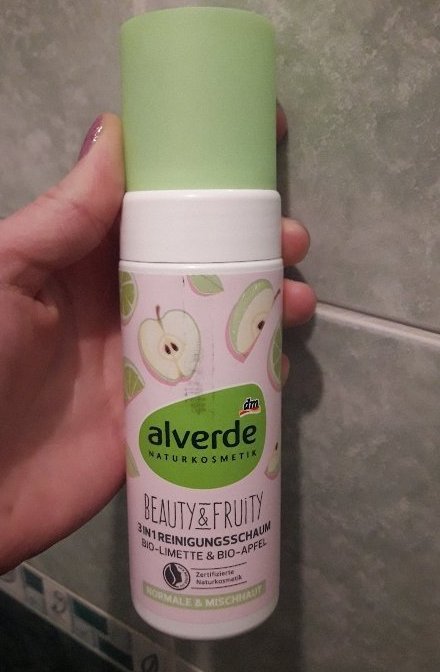 dm
alverde
NATURKOSMETIK
BEAUTY & FRUITY
3IN1 REINIGUNGSSCHAUM
BIO-LIMETTE & BIO-APFEL
Zertifizierte
Naturkosmetik
NORMALE & MISCHHAUT